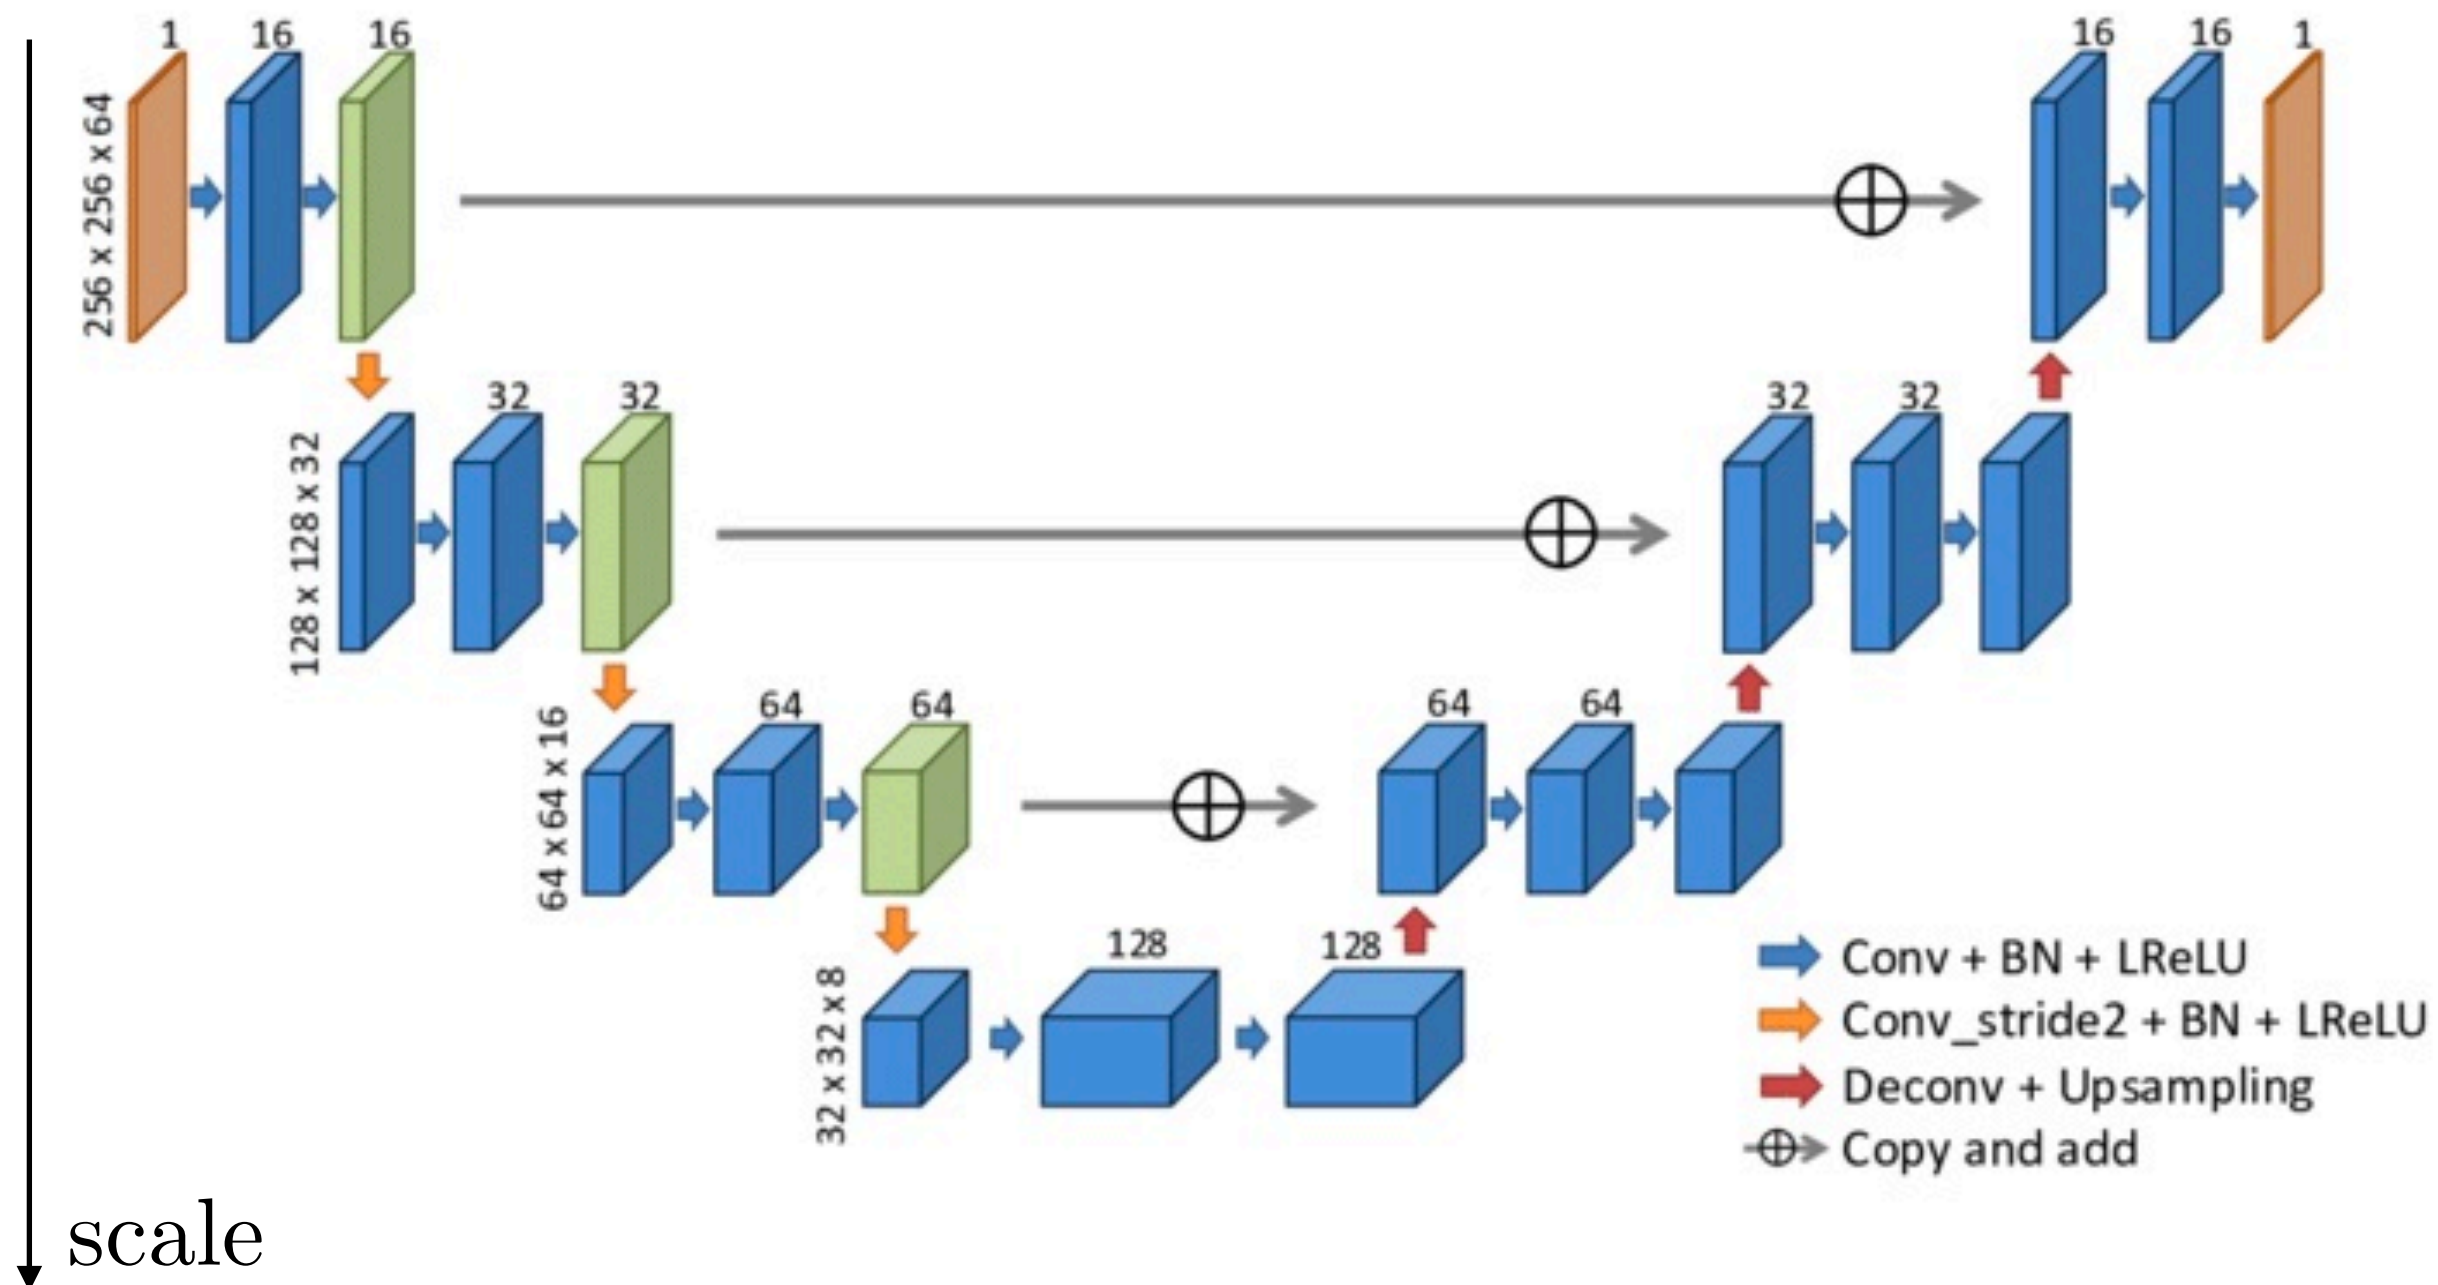 1 16 16 16 16 1
256 x 256 x 64
32 32 32 32
128 x 128 x 32
64 64 64 64
64 x 64 x 16
128 128
32 x 32 x 8
Conv + BN + LReLU
Conv_stride2 + BN + LReLU
Deconv + Upsampling
Copy and add
scale